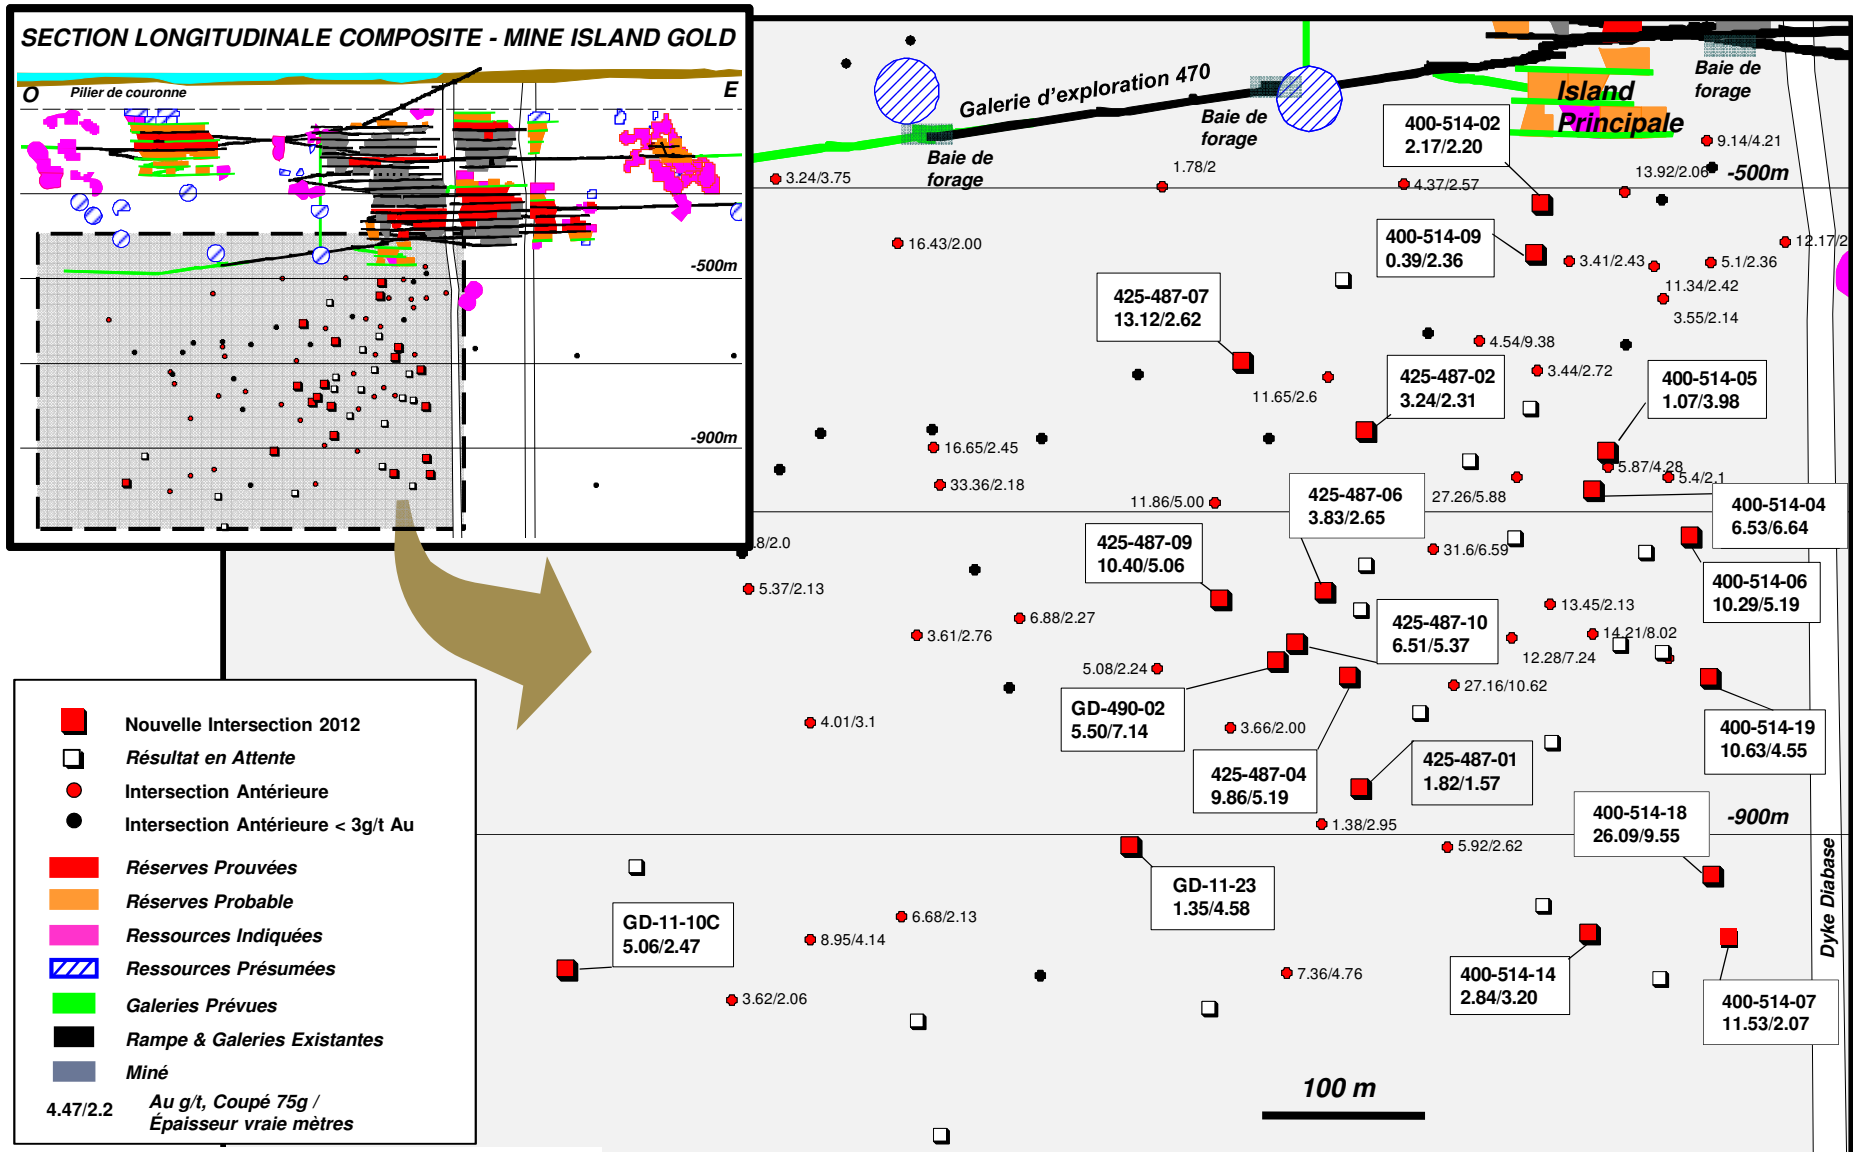 SECTION LONGITUDINALE COMPOSITE - MINE ISLAND GOLD
O
Pilier de couronne
E
-500m
-900m
Galerie d'exploration 470
Baie de
forage
Baie de
forage
Baie de
forage
Island
Principale
400-514-02
2.17/2.20
9.14/4.21
3.24/3.75
1.78/2
4.37/2.57
13.92/2.06
-500m
16.43/2.00
400-514-09
0.39/2.36
3.41/2.43
5.1/2.36
12.17/2
11.34/2.42
3.55/2.14
425-487-07
13.12/2.62
4.54/9.38
3.44/2.72
11.65/2.6
425-487-02
3.24/2.31
400-514-05
1.07/3.98
16.65/2.45
33.36/2.18
5.87/4.28
5.4/2.1
27.26/5.88
11.86/5.00
425-487-06
3.83/2.65
400-514-04
6.53/6.64
.8/2.0
425-487-09
10.40/5.06
31.6/6.59
400-514-06
10.29/5.19
5.37/2.13
6.88/2.27
3.61/2.76
13.45/2.13
425-487-10
6.51/5.37
14.21/8.02
12.28/7.24
5.08/2.24
GD-490-02
5.50/7.14
27.16/10.62
4.01/3.1
3.66/2.00
400-514-19
10.63/4.55
425-487-04
9.86/5.19
425-487-01
1.82/1.57
400-514-18
26.09/9.55
-900m
1.38/2.95
5.92/2.62
GD-11-23
1.35/4.58
GD-11-10C
5.06/2.47
6.68/2.13
8.95/4.14
7.36/4.76
3.62/2.06
400-514-14
2.84/3.20
400-514-07
11.53/2.07
Dyke Diabase
100 m
Nouvelle Intersection 2012
Résultat en Attente
Intersection Antérieure
Intersection Antérieure < 3g/t Au
Réserves Prouvées
Réserves Probable
Ressources Indiquées
Ressources Présumées
Galeries Prévues
Rampe & Galeries Existantes
Miné
4.47/2.2
Au g/t, Coupé 75g /
Épaisseur vraie mètres